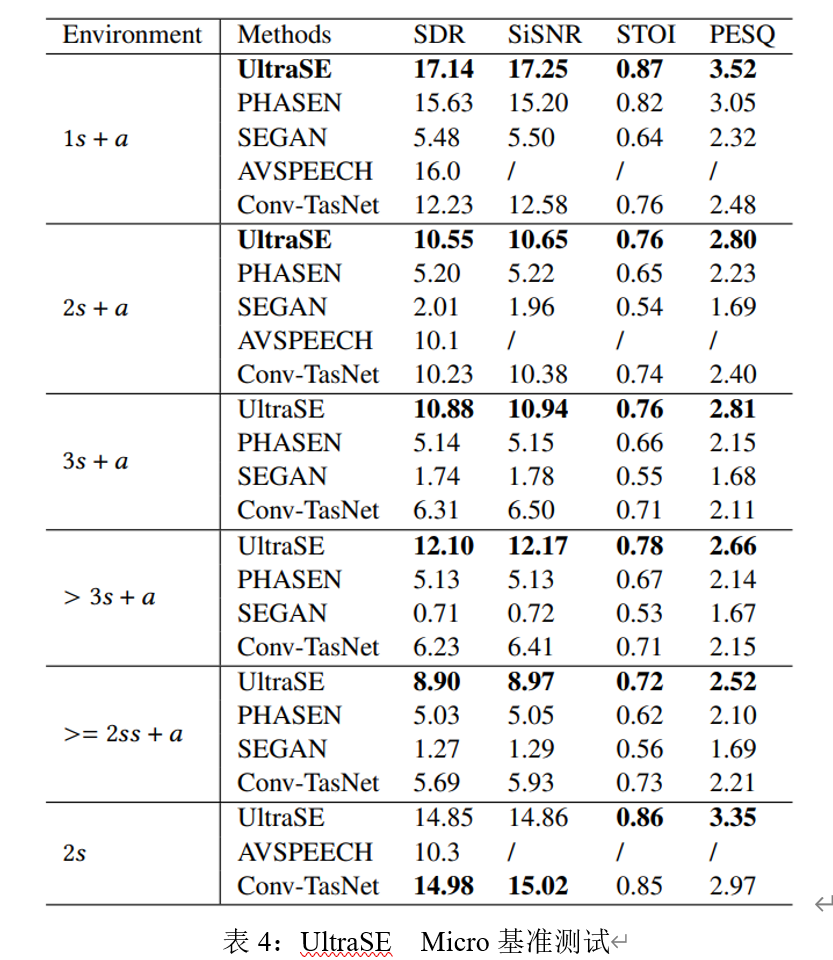 Environment Methods SDR SiSNR STOI PESQ
UltraSE 17.14 17.25 0.87 3.52
PHASEN 15.63 15.20 0.82 3.05
1s + a SEGAN 5.48 5.50 0.64 2.32
AVSPEECH 16.0 / / /
Conv-TasNet 12.23 12.58 0.76 2.48
UltraSE 10.55 10.65 0.76 2.80
PHASEN 5.20 5.22 0.65 2.23
2s + a SEGAN 2.01 1.96 0.54 1.69
AVSPEECH 10.1 / / /
Conv-TasNet 10.23 10.38 0.74 2.40
UltraSE 10.88 10.94 0.76 2.81
PHASEN 5.14 5.15 0.66 2.15
3s + a SEGAN 1.74 1.78 0.55 1.68
Conv-TasNet 6.31 6.50 0.71 2.11
UltraSE 12.10 12.17 0.78 2.66
PHASEN 5.13 5.13 0.67 2.14
> 3s + a SEGAN 0.71 0.72 0.53 1.67
Conv-TasNet 6.23 6.41 0.71 2.15
UltraSE 8.90 8.97 0.72 2.52
PHASEN 5.03 5.05 0.62 2.10
>= 2ss + a SEGAN 1.27 1.29 0.56 1.69
Conv-TasNet 5.69 5.93 0.73 2.21
UltraSE 14.85 14.86 0.86 3.35
2s AVSPEECH 10.3 / / /
Conv-TasNet 14.98 15.02 0.85 2.97
表 4：UltraSE Micro 基准测试